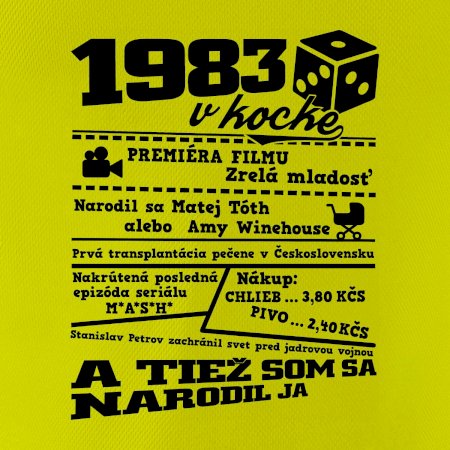 1983
v kocke
PREMIÉRA FILMU
Zrelá mladosť
Narodil sa Matej Tóth
alebo Amy Winehouse
Prvá transplantácia pečene v Československu
Nakrútená posledná
epizóda seriálu
M*A*S*H*
Nákup:
CHLIEB ... 3,80 KČS
PIVO ... 2,40 KČS
Stanislav Petrov zachránil svet pred jadrovou vojnou
A TIEŽ SOM SA
NARODIL JA